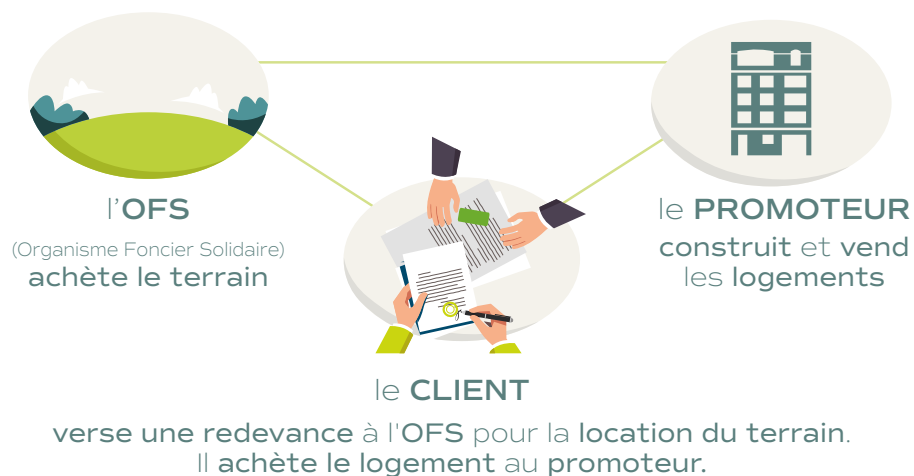 l'OFS
(Organisme Foncier Solidaire)
achète le terrain
le PROMOTEUR
construit et vend
les logements
le CLIENT
verse une redevance à l'OFS pour la location du terrain.
Il achète le logement au promoteur.